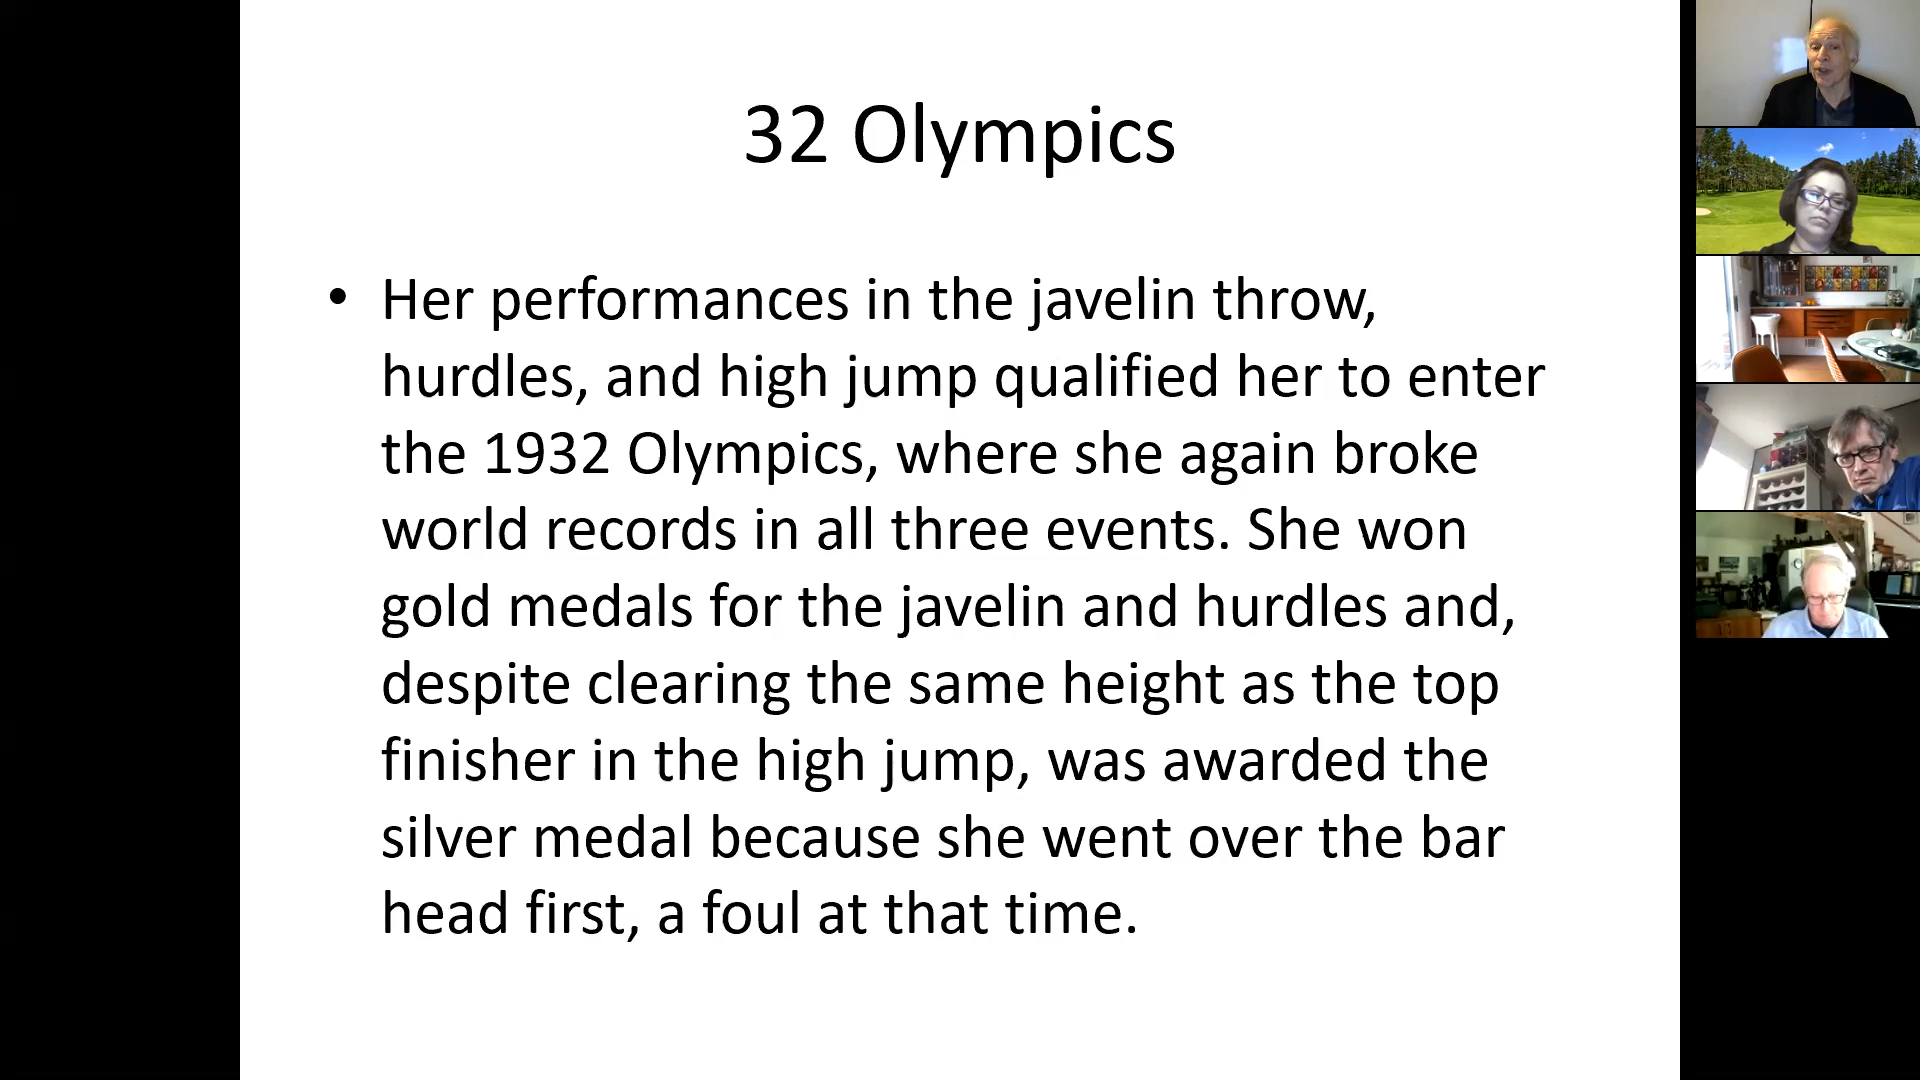 32 Olympics
• Her performances in the javelin throw,
hurdles, and high jump qualified her to enter
the 1932 Olympics, where she again broke
world records in all three events. She won
gold medals for the javelin and hurdles and,
despite clearing the same height as the top
finisher in the high jump, was awarded the
silver medal because she went over the bar
head first, a foul at that time.